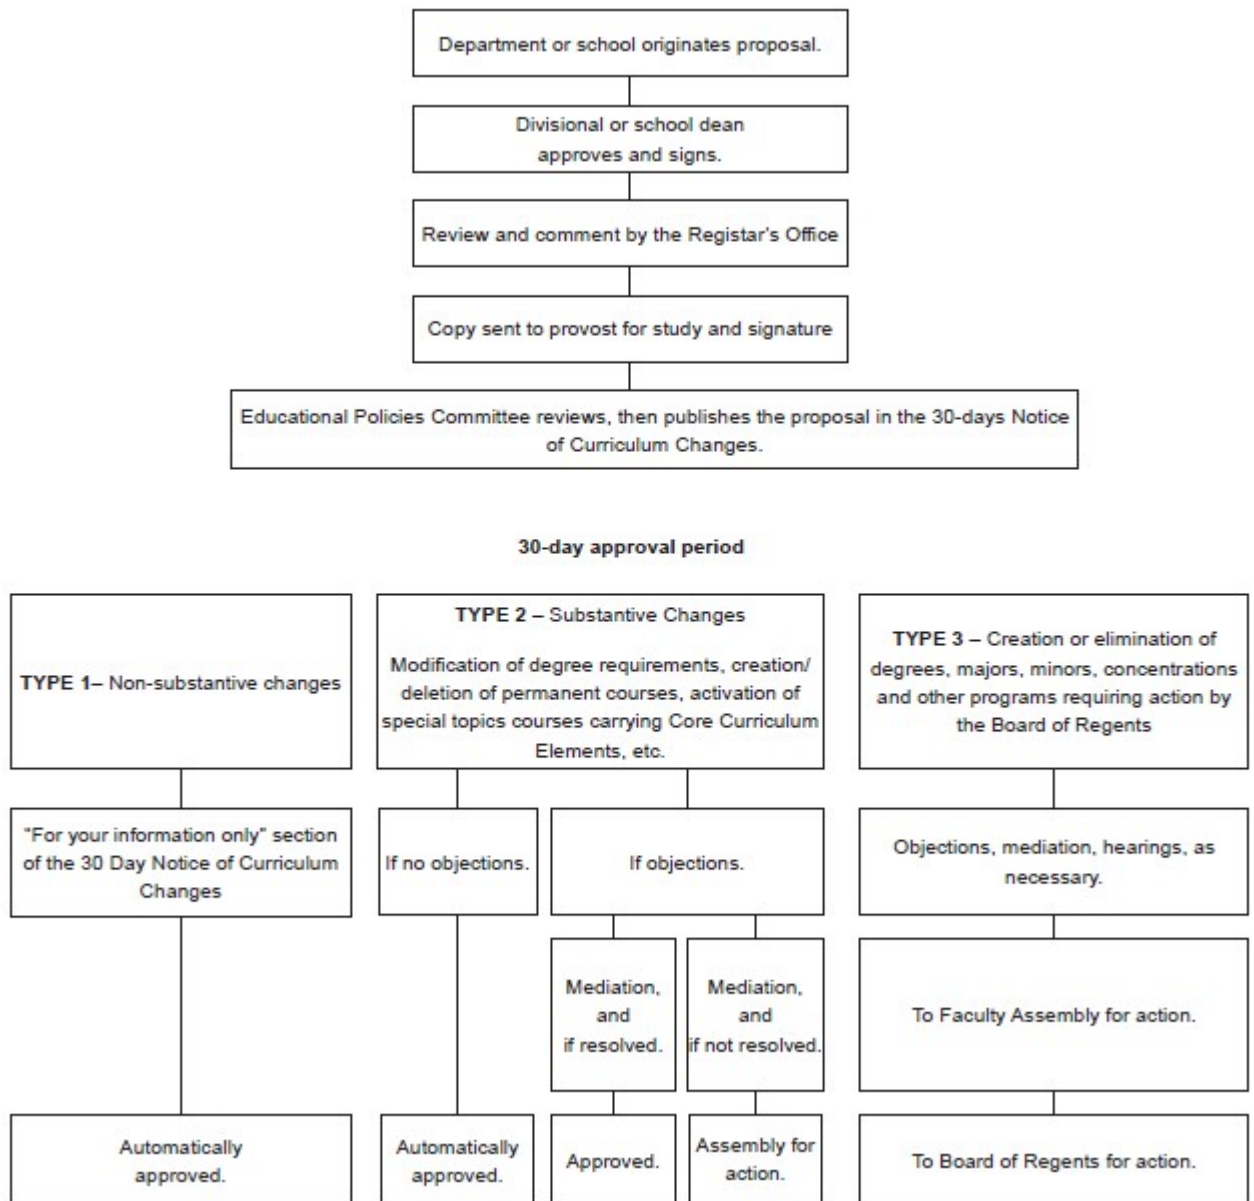 Department or school originates proposal.
Divisional or school dean
approves and signs.
Review and comment by the Registar's Office
Copy sent to provost for study and signature
Educational Policies Committee reviews, then publishes the proposal in the 30-days Notice
of Curriculum Changes.
30-day approval period
TYPE 1– Non-substantive changes
TYPE 2 – Substantive Changes
Modification of degree requirements, creation/
deletion of permanent courses, activation of
special topics courses carrying Core Curriculum
Elements, etc.
TYPE 3 – Creation or elimination of
degrees, majors, minors, concentrations
and other programs requiring action by
the Board of Regents
"For your information only" section
of the 30 Day Notice of Curriculum
Changes
If no objections.
If objections.
Objections, mediation, hearings, as
necessary.
Mediation,
and
if resolved.
Mediation,
and
if not resolved.
To Faculty Assembly for action.
Automatically
approved.
Automatically
approved.
Approved.
Assembly for
action.
To Board of Regents for action.